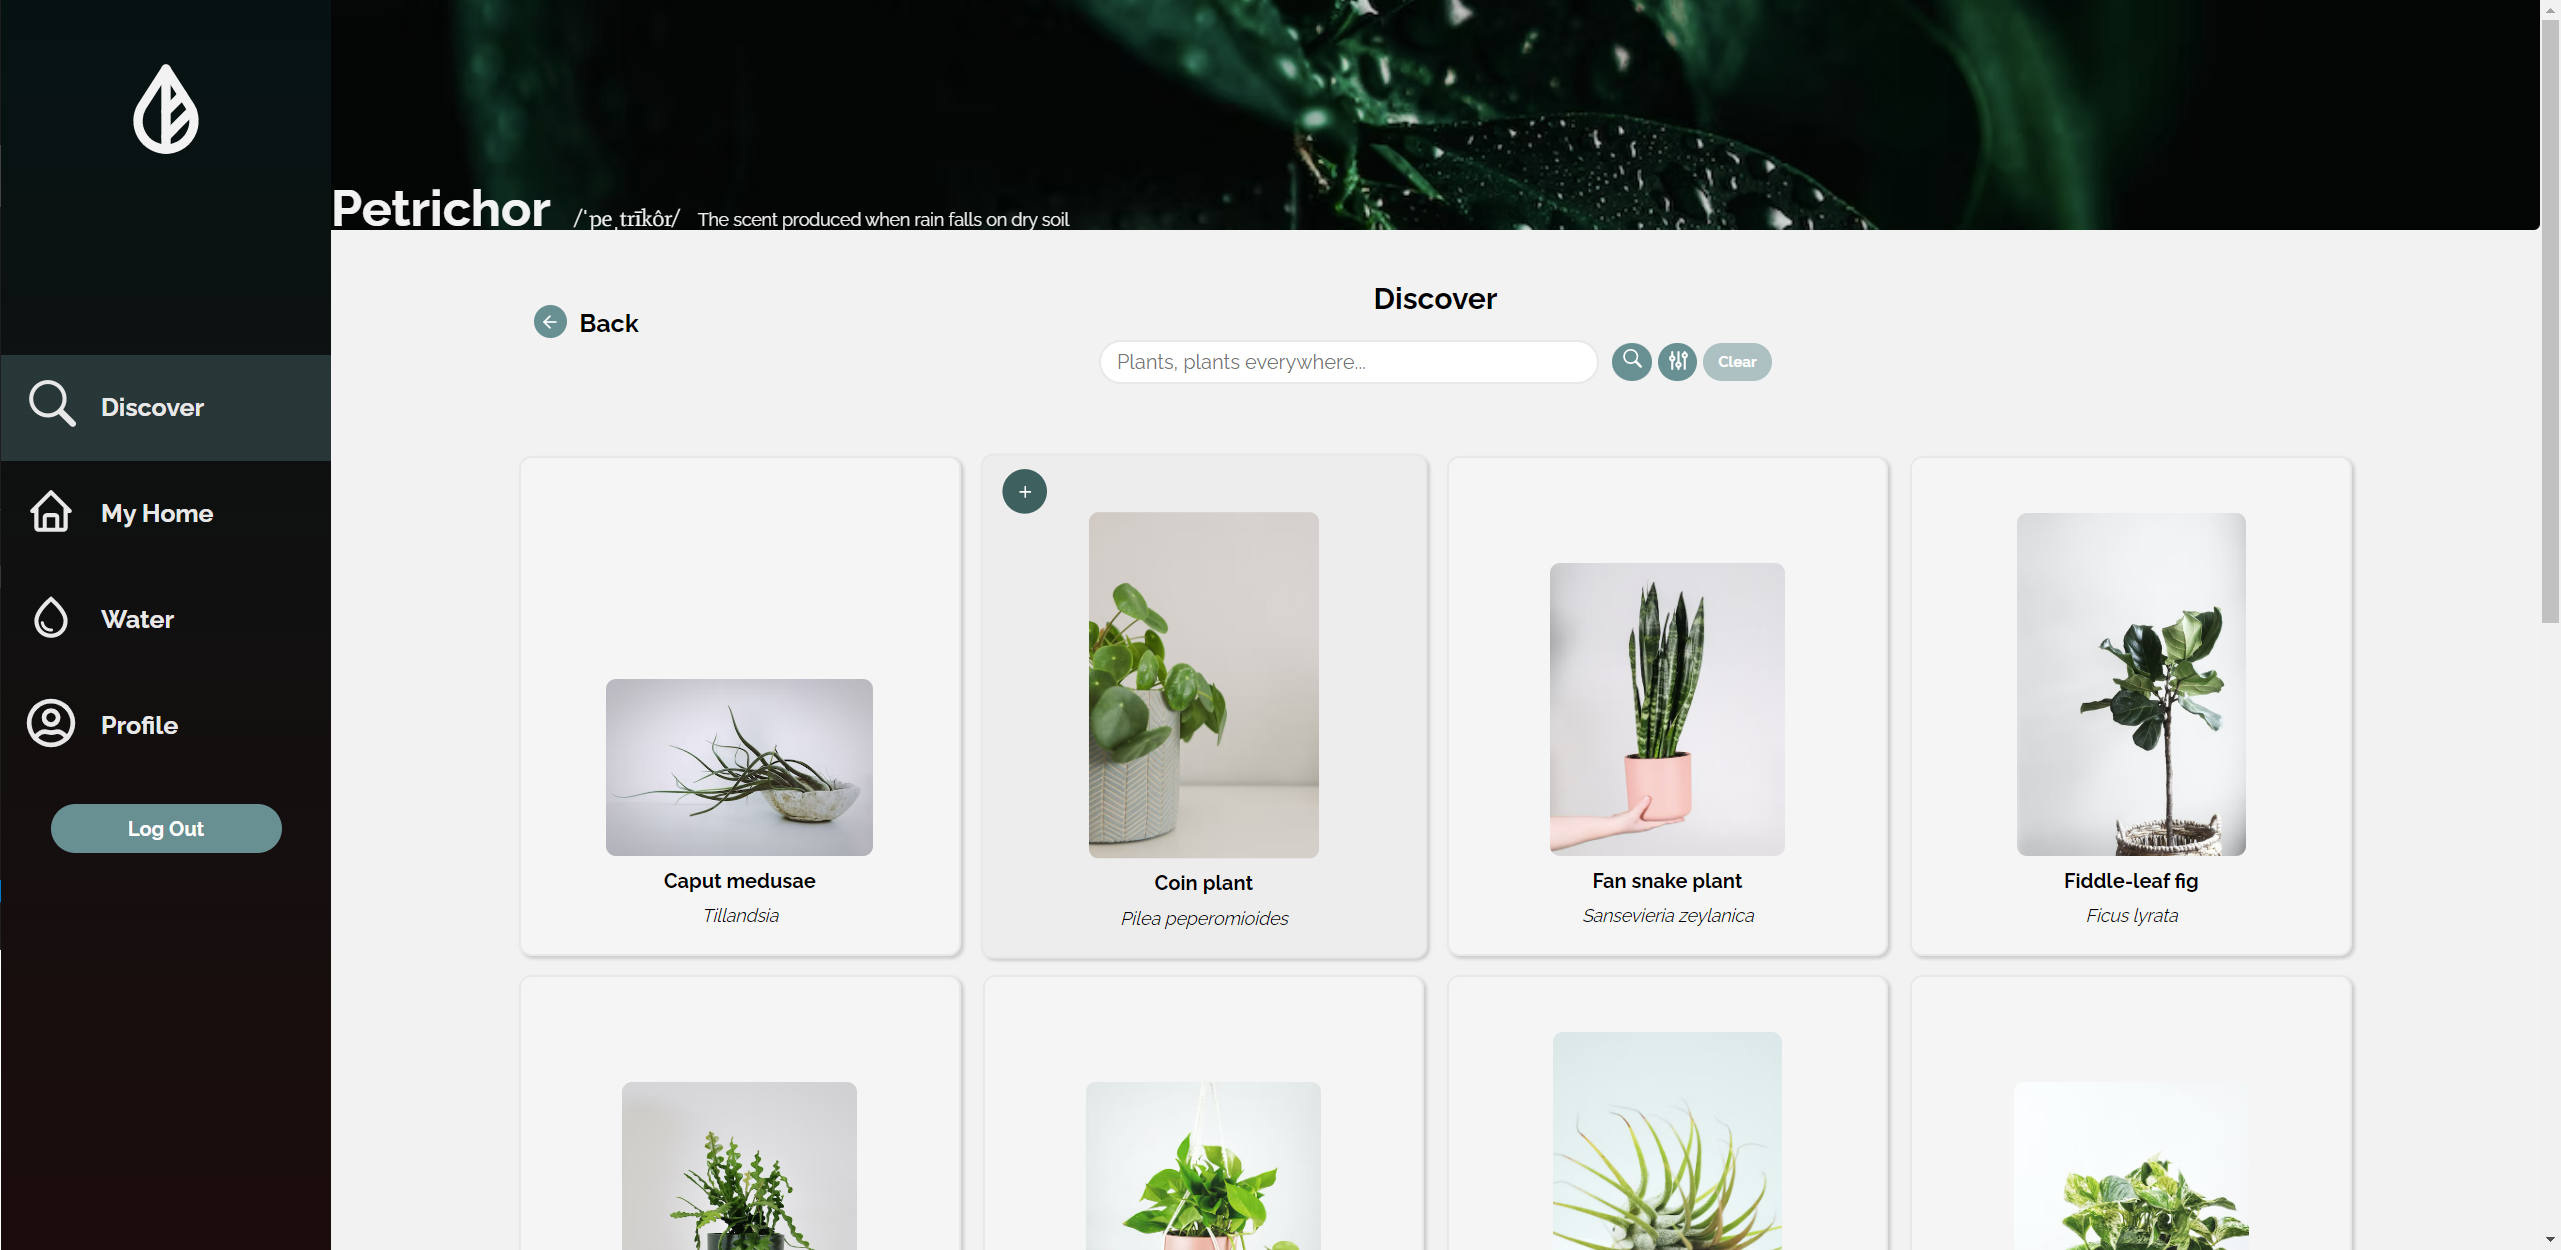 Petrichor /ˈpeˌtrīkôr/ The scent produced when rain falls on dry soil
Discover
My Home
Water
Profile
Log Out
Back
Discover
Plants, plants everywhere...
Clear
Caput medusae
Tillandsia
Coin plant
Pilea peperomioides
Fan snake plant
Sansevieria zeylanica
Fiddle-leaf fig
Ficus lyrata